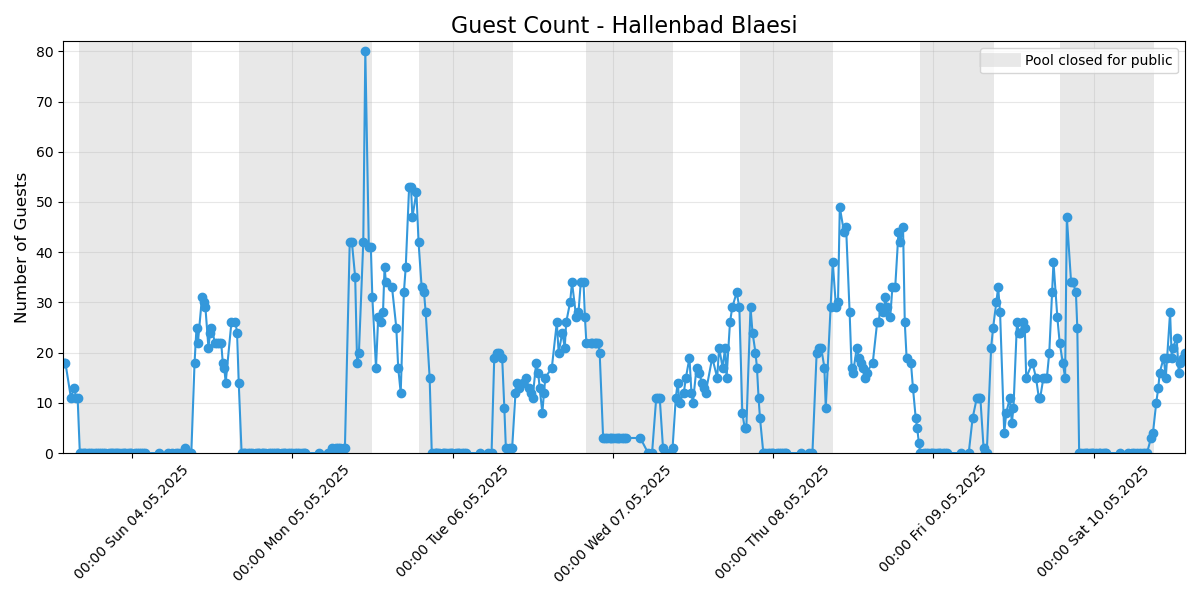 Guest Count - Hallenbad Blaesi
Pool closed for public
Number of Guests
80
70
60
50
40
30
20
10
0
00:00 Sun 04.05.2025
00:00 Mon 05.05.2025
00:00 Tue 06.05.2025
00:00 Wed 07.05.2025
00:00 Thu 08.05.2025
00:00 Fri 09.05.2025
00:00 Sat 10.05.2025